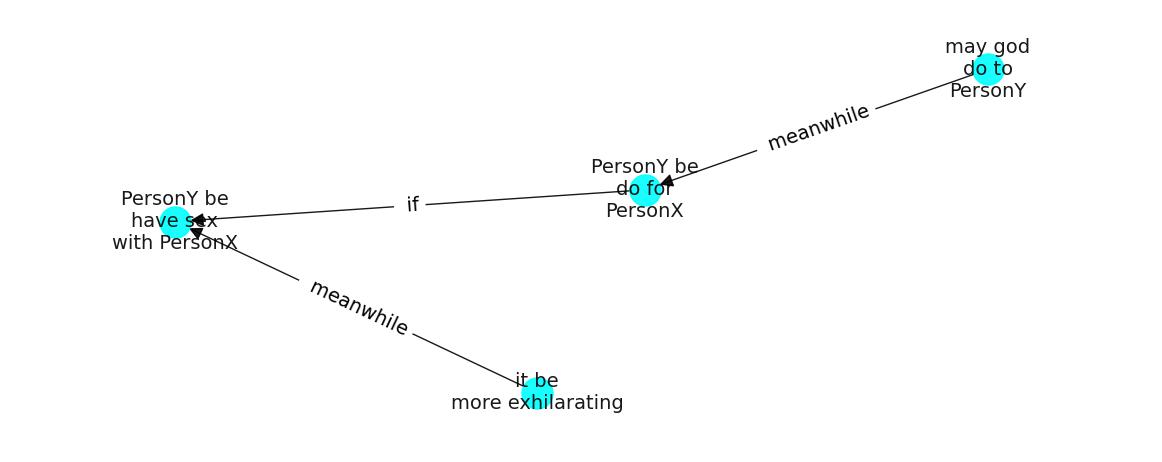 may god
do to
PersonY
meanwhile
PersonY be
do for
PersonX
if
PersonY be
have sex
with PersonX
meanwhile
it be
more exhilarating